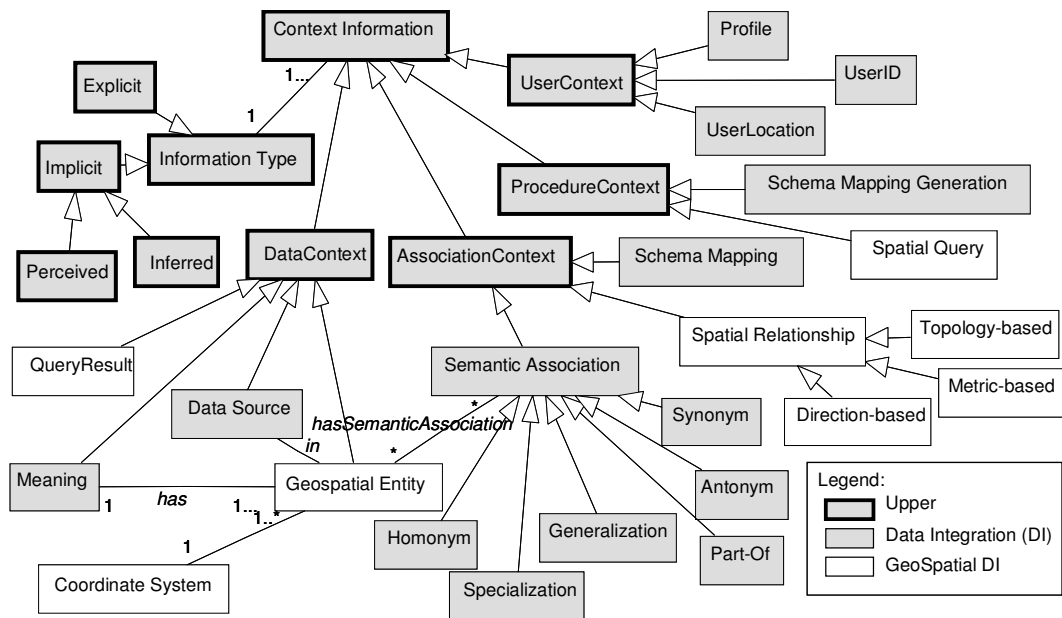 Context Information
Profile
UserContext
UserID
UserLocation
1...
1
Explicit
Information Type
Implicit
Perceived
Inferred
ProcedureContext
Schema Mapping Generation
Spatial Query
DataContext
AssociationContext
Schema Mapping
QueryResult
Data Source
Semantic Association
Spatial Relationship
Topology-based
Metric-based
Direction-based
Synonym
*
hasSemanticAssociation
*
in
Meaning
1
has
1...
Geospatial Entity
1..*
1
Coordinate System
Homonym
Specialization
Generalization
Part-Of
Antonym
Legend:
Upper
Data Integration (DI)
GeoSpatial DI